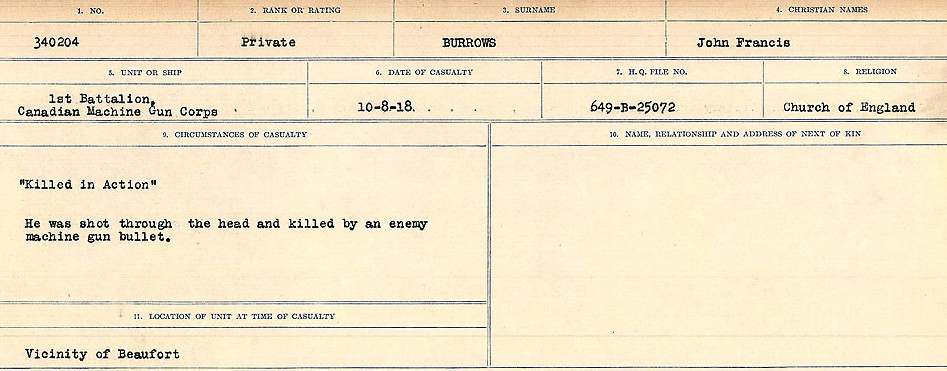 1. NO.
2. RANK OR RATING
3. SURNAME
4. CHRISTIAN NAMES
340204
Private
BURROWS
John Francis
5. UNIT OR SHIP
6. DATE OF CASUALTY
7. H. Q. FILE NO.
8. RELIGION
1st Battalion,
Canadian Machine Gun Corps
10-8-18.
649-B-25072
Church of England
9. CIRCUMSTANCES OF CASUALTY
10. NAME, RELATIONSHIP AND ADDRESS OF NEXT OF KIN
"Killed in Action"
He was shot through the head and killed by an enemy
machine gun bullet.
11. LOCATION OF UNIT AT TIME OF CASUALTY
Vicinity of Beaufort